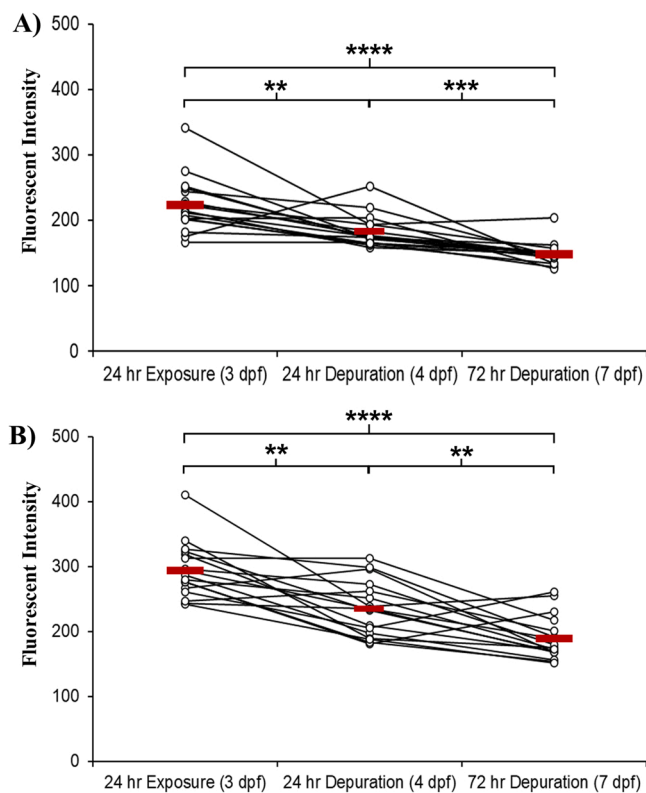 A)
500
****
400
**
***
300
200
100
0
Fluorescent Intensity
24 hr Exposure (3 dpf)
24 hr Depuration (4 dpf)
72 hr Depuration (7 dpf)
B)
500
****
**
**
400
300
200
100
0
Fluorescent Intensity
24 hr Exposure (3 dpf)
24 hr Depuration (4 dpf)
72 hr Depuration (7 dpf)